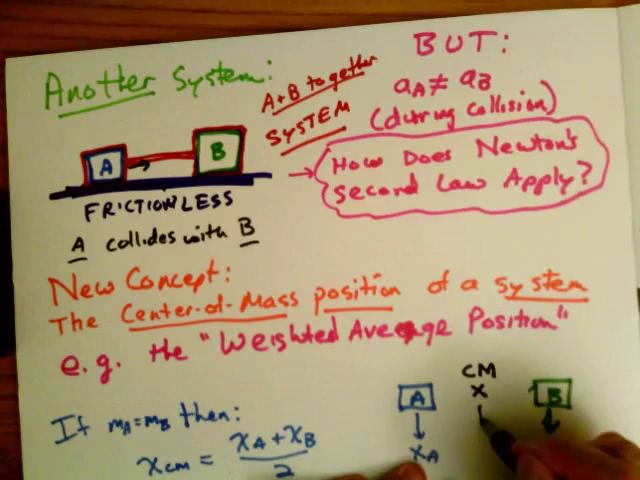 Another System:
A+B together
SYSTEM
BUT:
aA ≠ aB
(during collision)
A
B
FRICTIONLESS
A collides with B
→ How Does Newton's
Second Law Apply?
New Concept:
The Center-of-Mass position of a system
e.g. the "Weighted Average Position"
If mA=mB then:
xCM = xA + xB
2
CM
X
A
B
xA